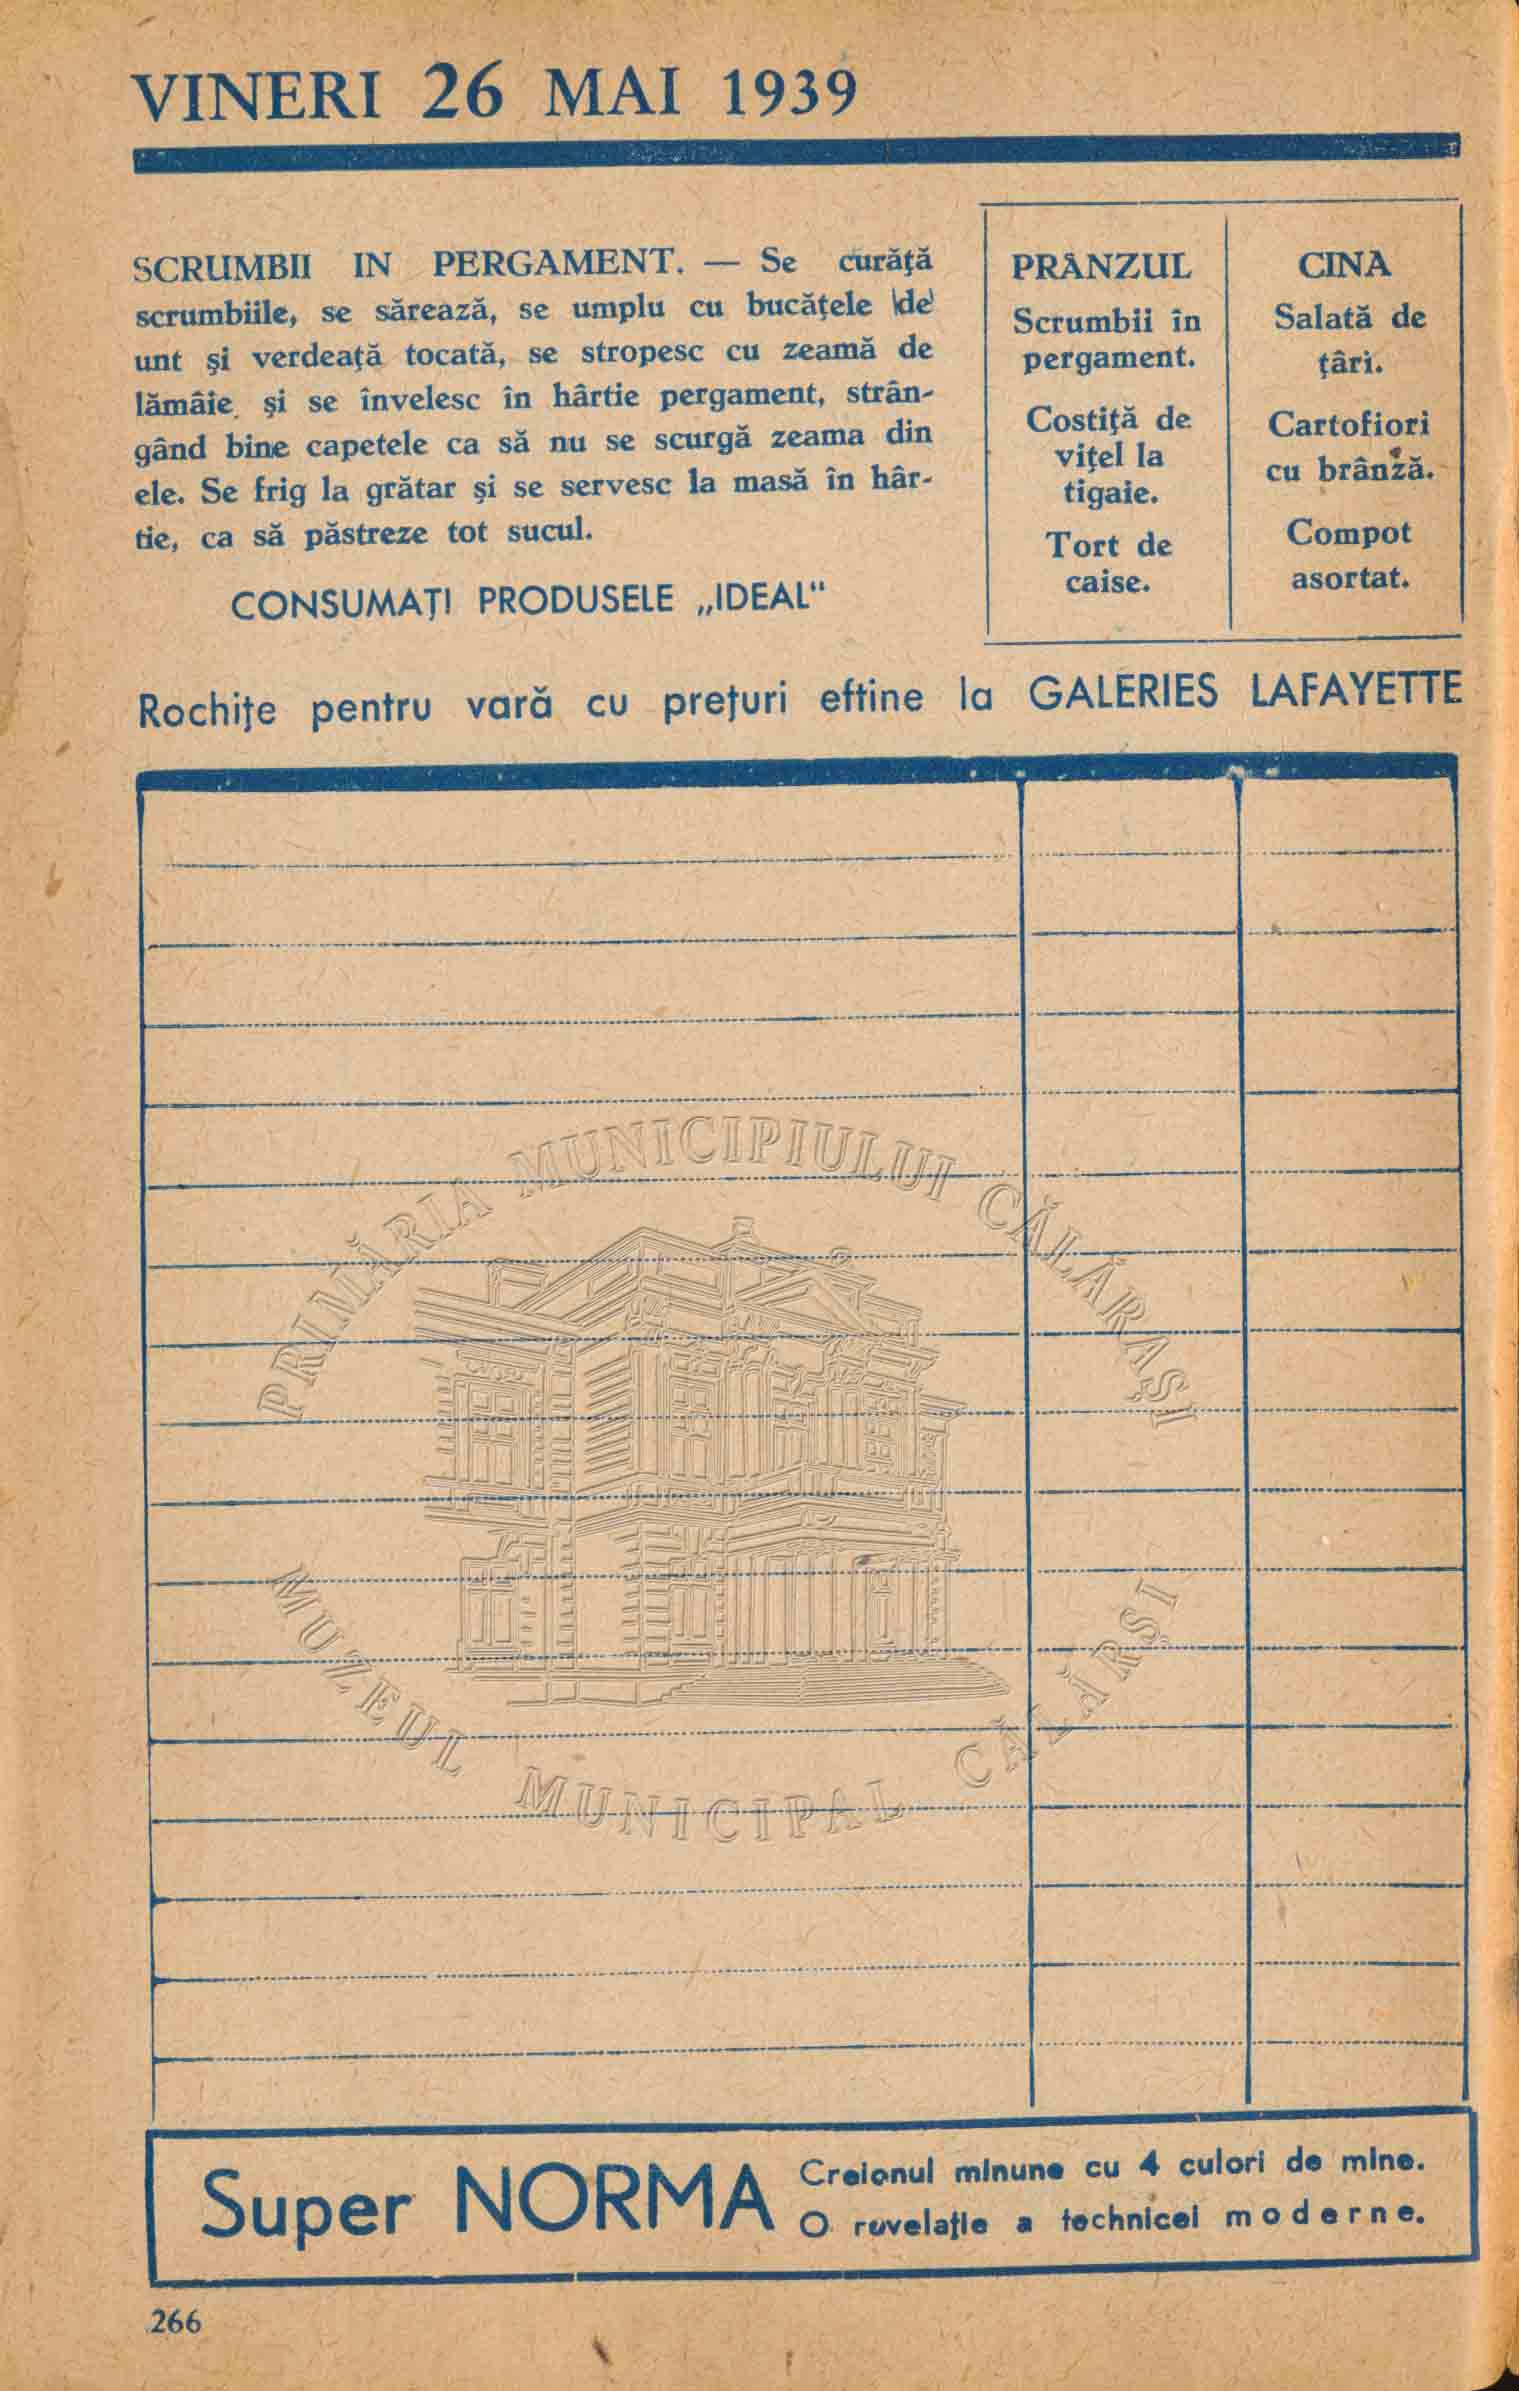 VINERI 26 MAI 1939
SCRUMBII IN PERGAMENT. — Se curăţă
scrumbiile, se sărează, se umplu cu bucăţele de
unt şi verdeaţă tocată, se stropesc cu zeamă de
lămâie şi se învelesc în hârtie pergament, strân-
gând bine capetele ca să nu se scurgă zeama din
ele. Se frig la grătar şi se servesc la masă în hâr-
tie, ca să păstreze tot sucul.
CONSUMAŢI PRODUSELE „IDEAL“
PRÂNZUL
Scrumbii în
pergament.
Costiţă de
viţel la
tigaie.
Tort de
caise.
CINA
Salată de
ţâri.
Cartofiori
cu brânză.
Compot
asortat.
Rochiţe pentru vară cu preţuri eftine la GALERIES LAFAYETTE
PRIMĂRIA MUNICIPIULUI CĂLĂRAŞI
MUZEUL MUNICIPAL CĂLĂRŞI
Super NORMA
Creionul minune cu 4 culori de mine.
O revelaţie a technicei moderne.
266